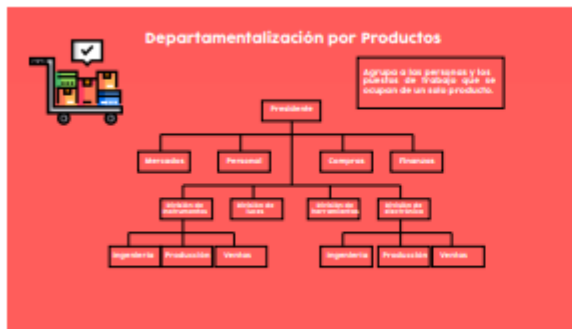 Departamentalización por Productos
Agrupa a las personas y los
puestos de trabajo que se
ocupan de un solo producto.
Presidente
Mercadeo Personal Compras Finanzas
División de División de División de División de
instrumentos luces herramientas electrónica
Ingeniería Producción Ventas Ingeniería Producción Ventas